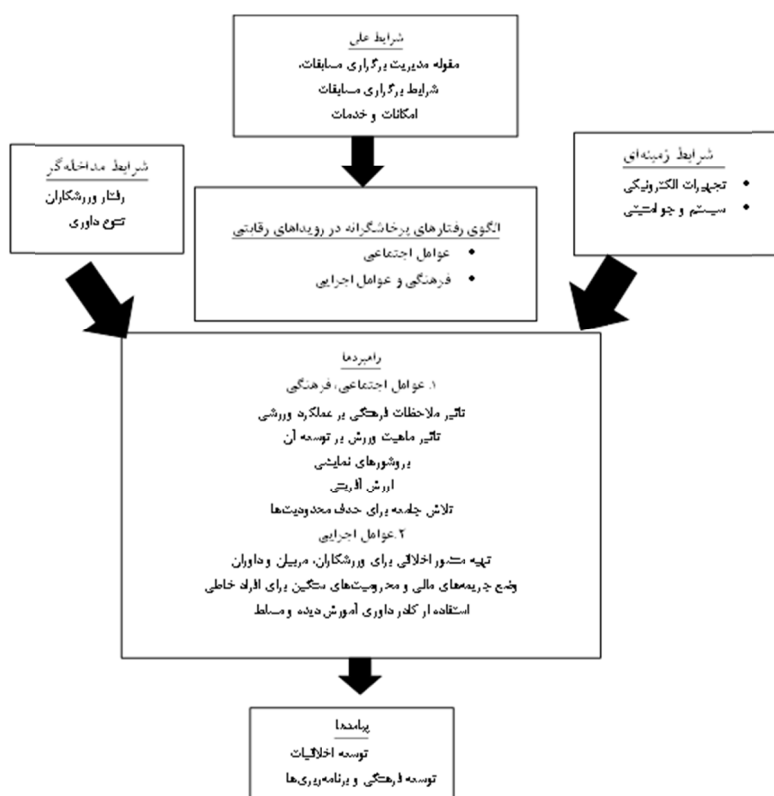 شرایط علی
مقوله مدیریت برگزاری مسابقات،
شرایط برگزاری مسابقات
امکانات و خدمات
شرایط زمینه‌ای
• تجهیزات الکترونیکی
• سیستم و جو امنیتی
شرایط مداخله‌گر
رفتار ورزشکاران
تنوع داوری
الگوی رفتارهای پرخاشگرانه در رویدادهای رقابتی
• عوامل اجتماعی
• فرهنگی و عوامل اجرایی
راهبردها
۱. عوامل اجتماعی، فرهنگی
تاثیر ملاحظات فرهنگی بر عملکرد ورزشی
تاثیر ماهیت ورزش بر توسعه آن
بروشورهای نمایشی
ارزش آفرینی
تلاش جامعه برای حذف محدودیت‌ها
۲.عوامل اجرایی
تهیه منشور اخلاقی برای ورزشکاران، مربیان و داوران
وضع جریمه‌های مالی و محرومیت‌های سنگین برای افراد خاطی
استفاده از کادر داوری آموزش دیده و مسلط
پیامدها
توسعه اخلاقیات
توسعه فرهنگی و برنامه‌ریزی‌ها